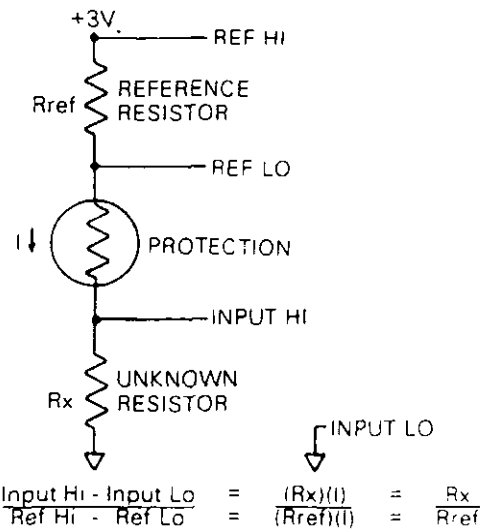 +3V
REF HI
Rref
REFERENCE
RESISTOR
REF LO
I
PROTECTION
INPUT HI
Rx
UNKNOWN
RESISTOR
INPUT LO
Input Hi - Input Lo = (Rx)(I) = Rx
Ref Hi - Ref Lo = (Rref)(I) = Rref